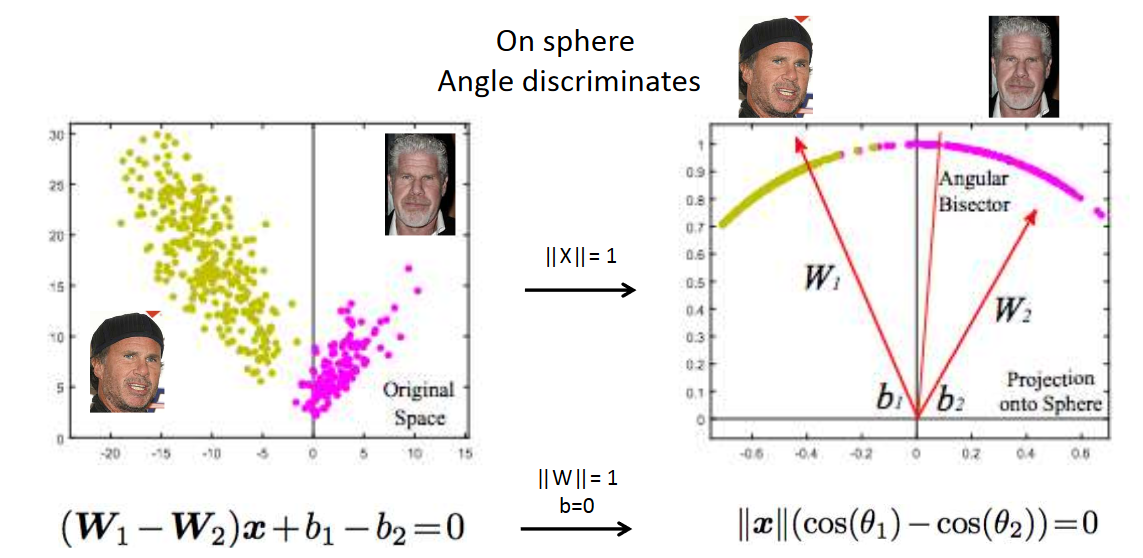 On sphere
Angle discriminates
30
25
20
15
10
5
0
-20
-15
-10
-5
0
5
10
15
Original
Space
||X|| = 1
1
0.9
0.8
0.7
0.6
0.5
0.4
0.3
0.2
0.1
0
-0.6
-0.4
-0.2
0
0.2
0.4
0.6
Angular
Bisector
W₁
W₂
b₁
b₂
Projection
onto Sphere
(W₁ − W₂)x + b₁ − b₂ = 0
||W|| = 1
b=0
‖x‖(cos(θ₁) − cos(θ₂)) = 0